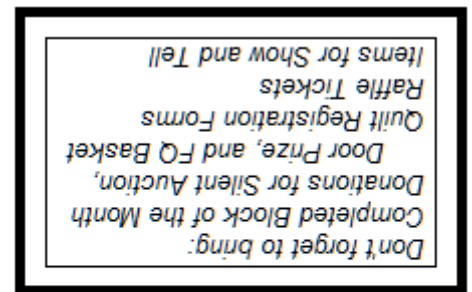 Don't forget to bring:
Completed Block of the Month
Donations for Silent Auction,
Door Prize, and FQ Basket
Quilt Registration Forms
Raffle Tickets
Items for Show and Tell